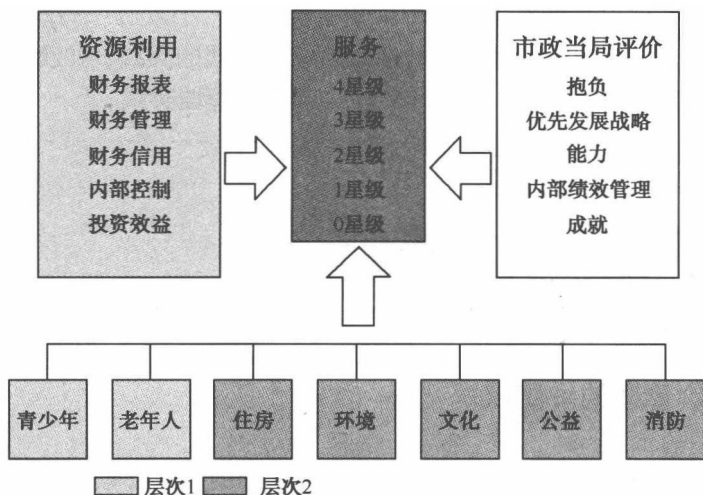 资源利用
财务报表
财务管理
财务信用
内部控制
投资效益
服务
4星级
3星级
2星级
1星级
0星级
市政当局评价
抱负
优先发展战略
能力
内部绩效管理
成就
青少年
老年人
住房
环境
文化
公益
消防
层次1
层次2